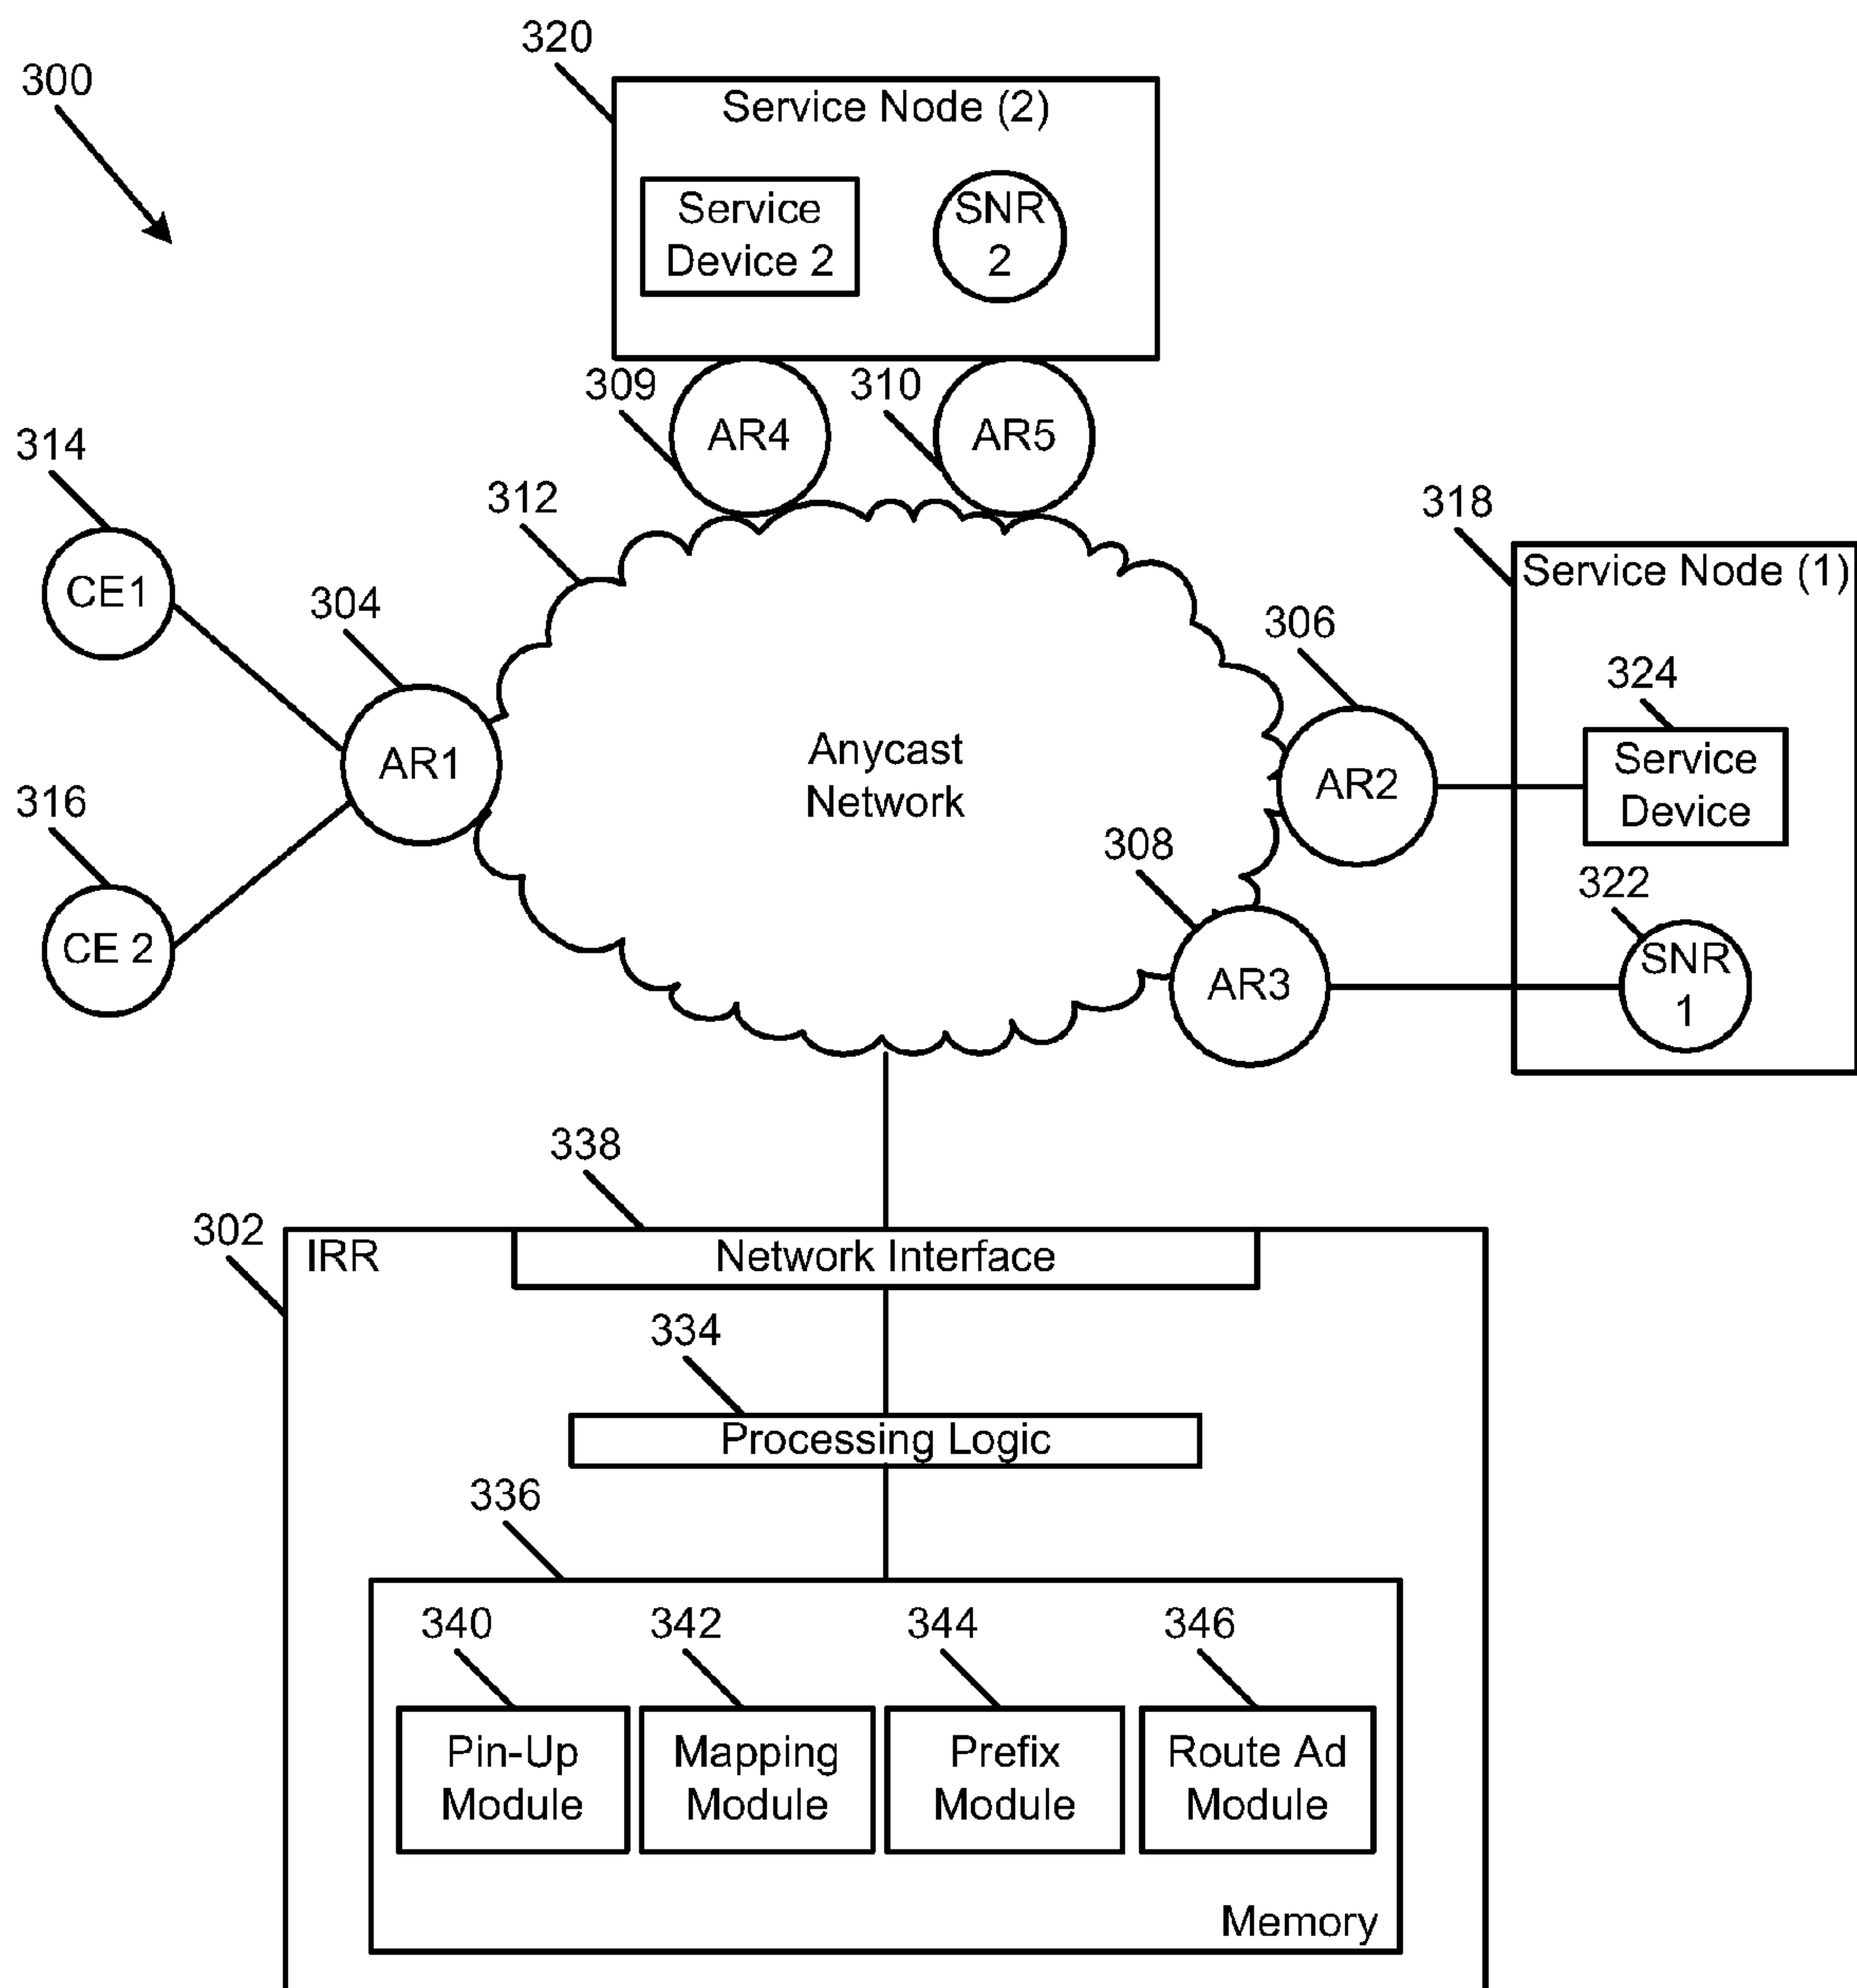 320
300
Service Node (2)
Service
Device 2
SNR
2
309
310
AR4
AR5
314
312
318
CE1
Service Node (1)
304
306
324
AR1
Anycast
Network
AR2
Service
Device
316
308
322
CE 2
AR3
SNR
1
338
302
IRR
Network Interface
334
Processing Logic
336
340
342
344
346
Pin-Up
Module
Mapping
Module
Prefix
Module
Route Ad
Module
Memory